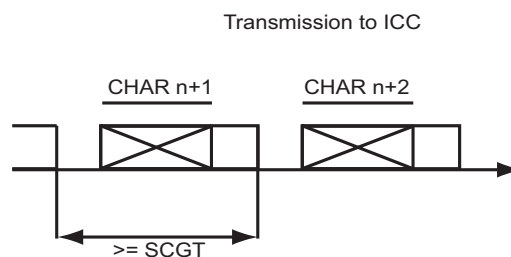 Transmission to ICC
CHAR n+1
CHAR n+2
>= SCGT